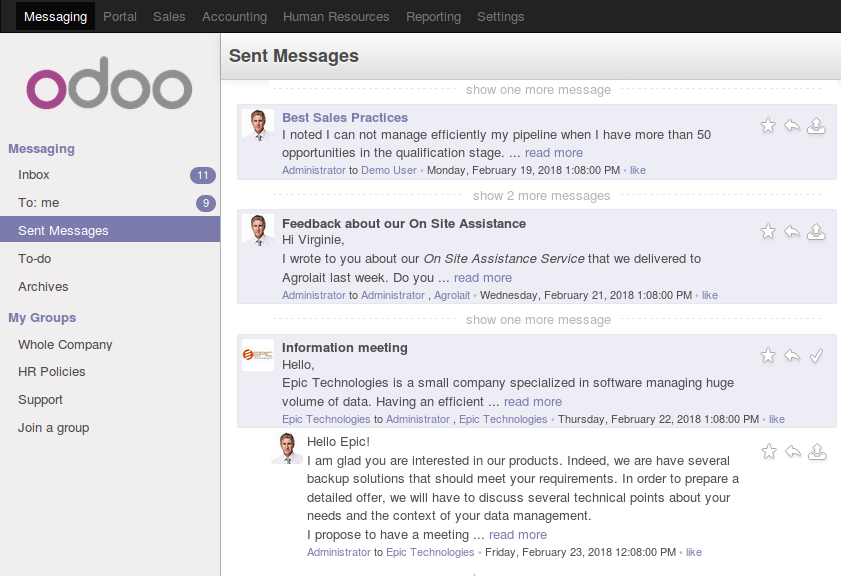 Messaging Portal Sales Accounting Human Resources Reporting Settings
odoo
Messaging
Inbox 11
To: me 9
Sent Messages
To-do
Archives
My Groups
Whole Company
HR Policies
Support
Join a group
Sent Messages
show one more message
Best Sales Practices
I noted I can not manage efficiently my pipeline when I have more than 50
opportunities in the qualification stage. ... read more
Administrator to Demo User • Monday, February 19, 2018 1:08:00 PM • like
show 2 more messages
Feedback about our On Site Assistance
Hi Virginie,
I wrote to you about our On Site Assistance Service that we delivered to
Agrolait last week. Do you ... read more
Administrator to Administrator , Agrolait • Wednesday, February 21, 2018 1:08:00 PM • like
show one more message
EPIC
Information meeting
Hello,
Epic Technologies is a small company specialized in software managing huge
volume of data. Having an efficient ... read more
Epic Technologies to Administrator , Epic Technologies • Thursday, February 22, 2018 1:08:00 PM • like
Hello Epic!
I am glad you are interested in our products. Indeed, we are have several
backup solutions that should meet your requirements. In order to prepare a
detailed offer, we will have to discuss several technical points about your
needs and the context of your data management.
I propose to have a meeting ... read more
Administrator to Epic Technologies • Friday, February 23, 2018 12:08:00 PM • like